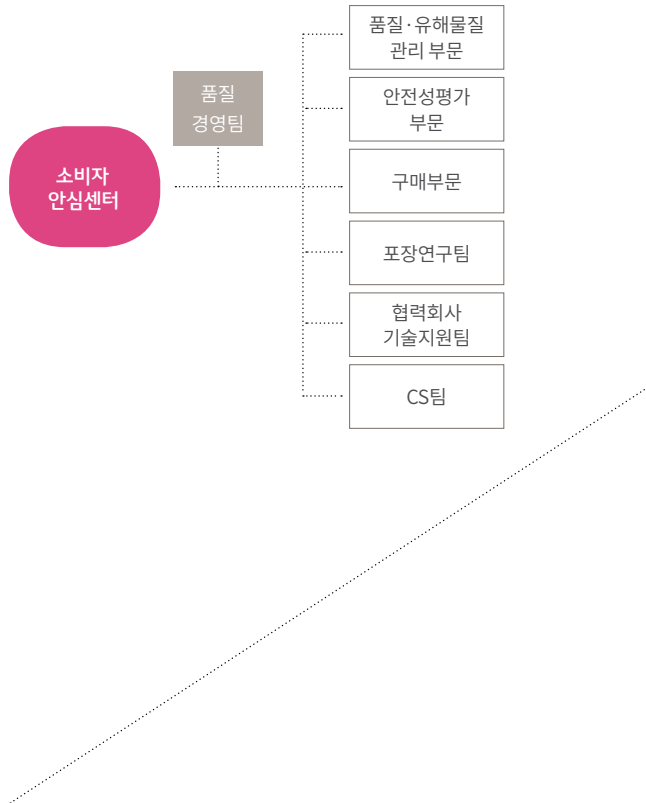 소비자
안심센터
품질
경영팀
품질·유해물질
관리 부문
안전성평가
부문
구매부문
포장연구팀
협력회사
기술지원팀
CS팀